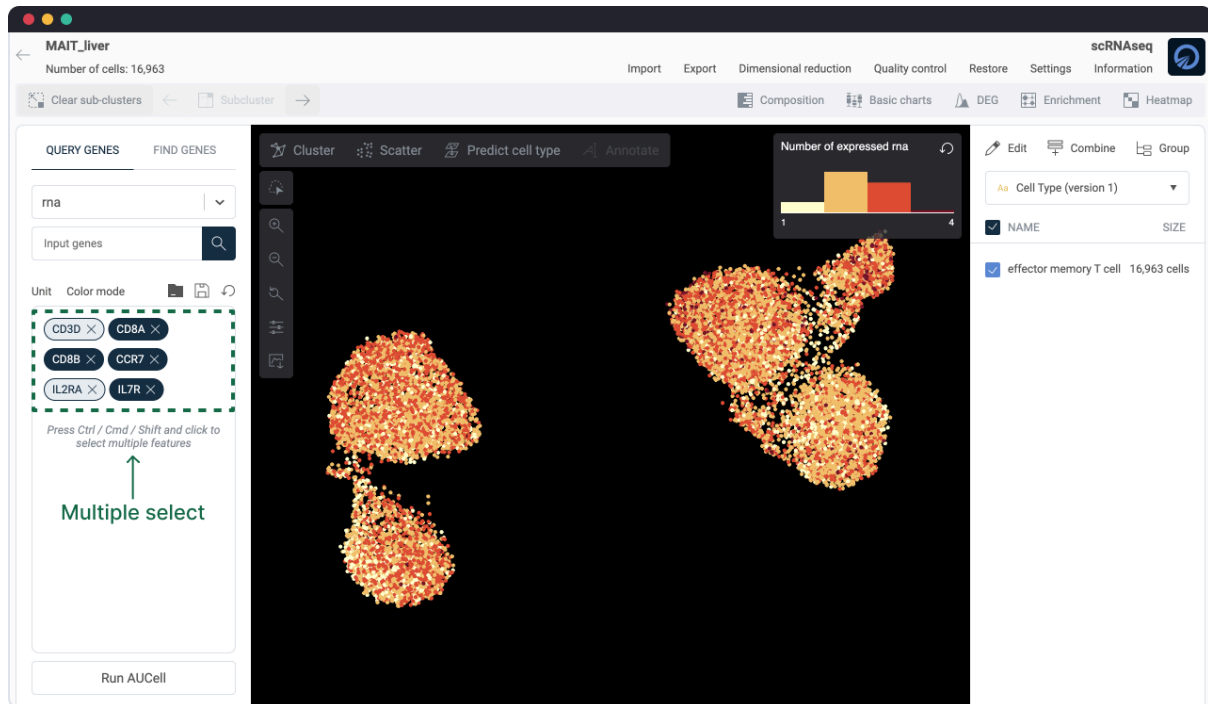 MAIT_liver
scRNAseq
Number of cells: 16,963
Import Export Dimensional reduction Quality control Restore Settings Information
Clear sub-clusters Subcluster
Composition Basic charts DEG Enrichment Heatmap
QUERY GENES FIND GENES
rna
Input genes
Unit Color mode
CD3D CD8A
CD8B CCR7
IL2RA IL7R
Press Ctrl / Cmd / Shift and click to
select multiple features
Multiple select
Run AUCell
Cluster Scatter Predict cell type Annotate
Number of expressed rna
1 4
Edit Combine Group
Aa Cell Type (version 1)
NAME SIZE
effector memory T cell 16,963 cells